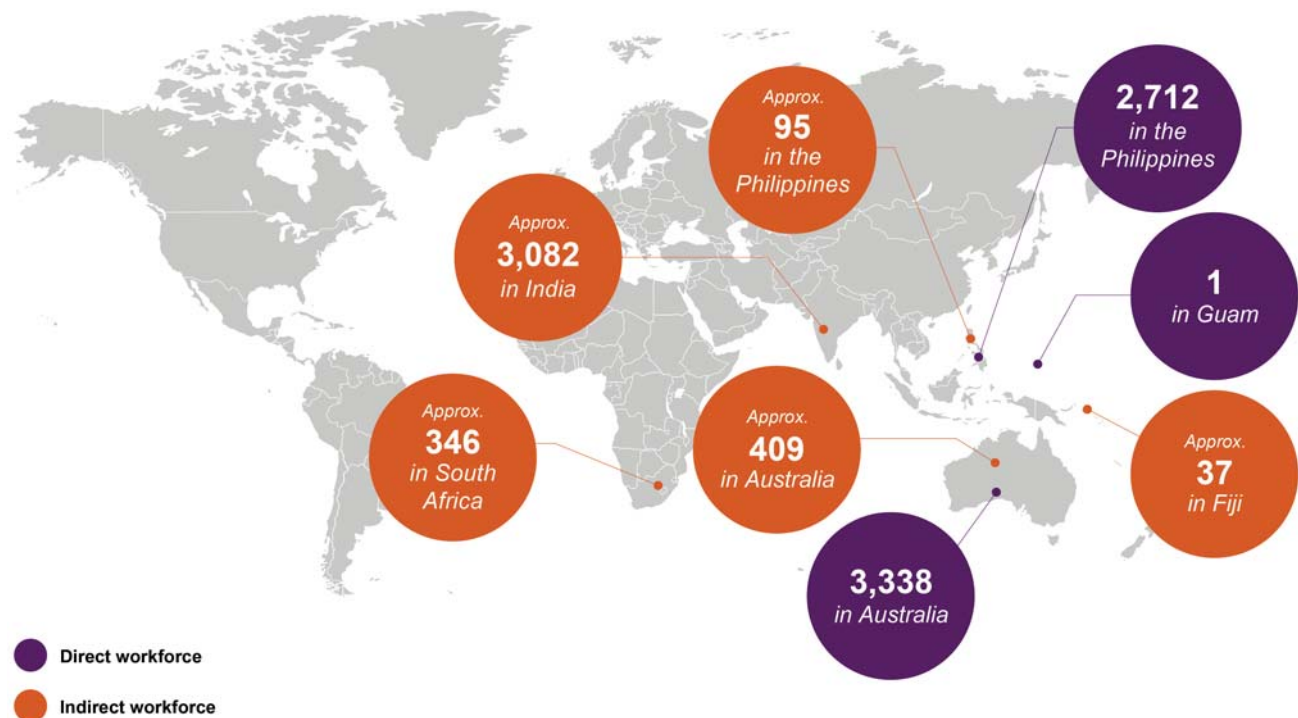 Approx.
95
in the
Philippines
2,712
in the
Philippines
Approx.
3,082
in India
1
in Guam
Approx.
346
in South
Africa
Approx.
409
in Australia
Approx.
37
in Fiji
3,338
in Australia
Direct workforce
Indirect workforce